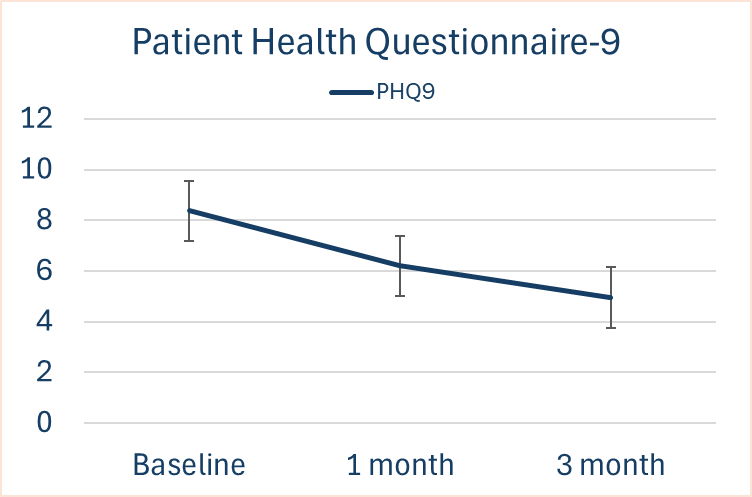 Patient Health Questionnaire-9
PHQ9
12
10
8
6
4
2
0
Baseline
1 month
3 month